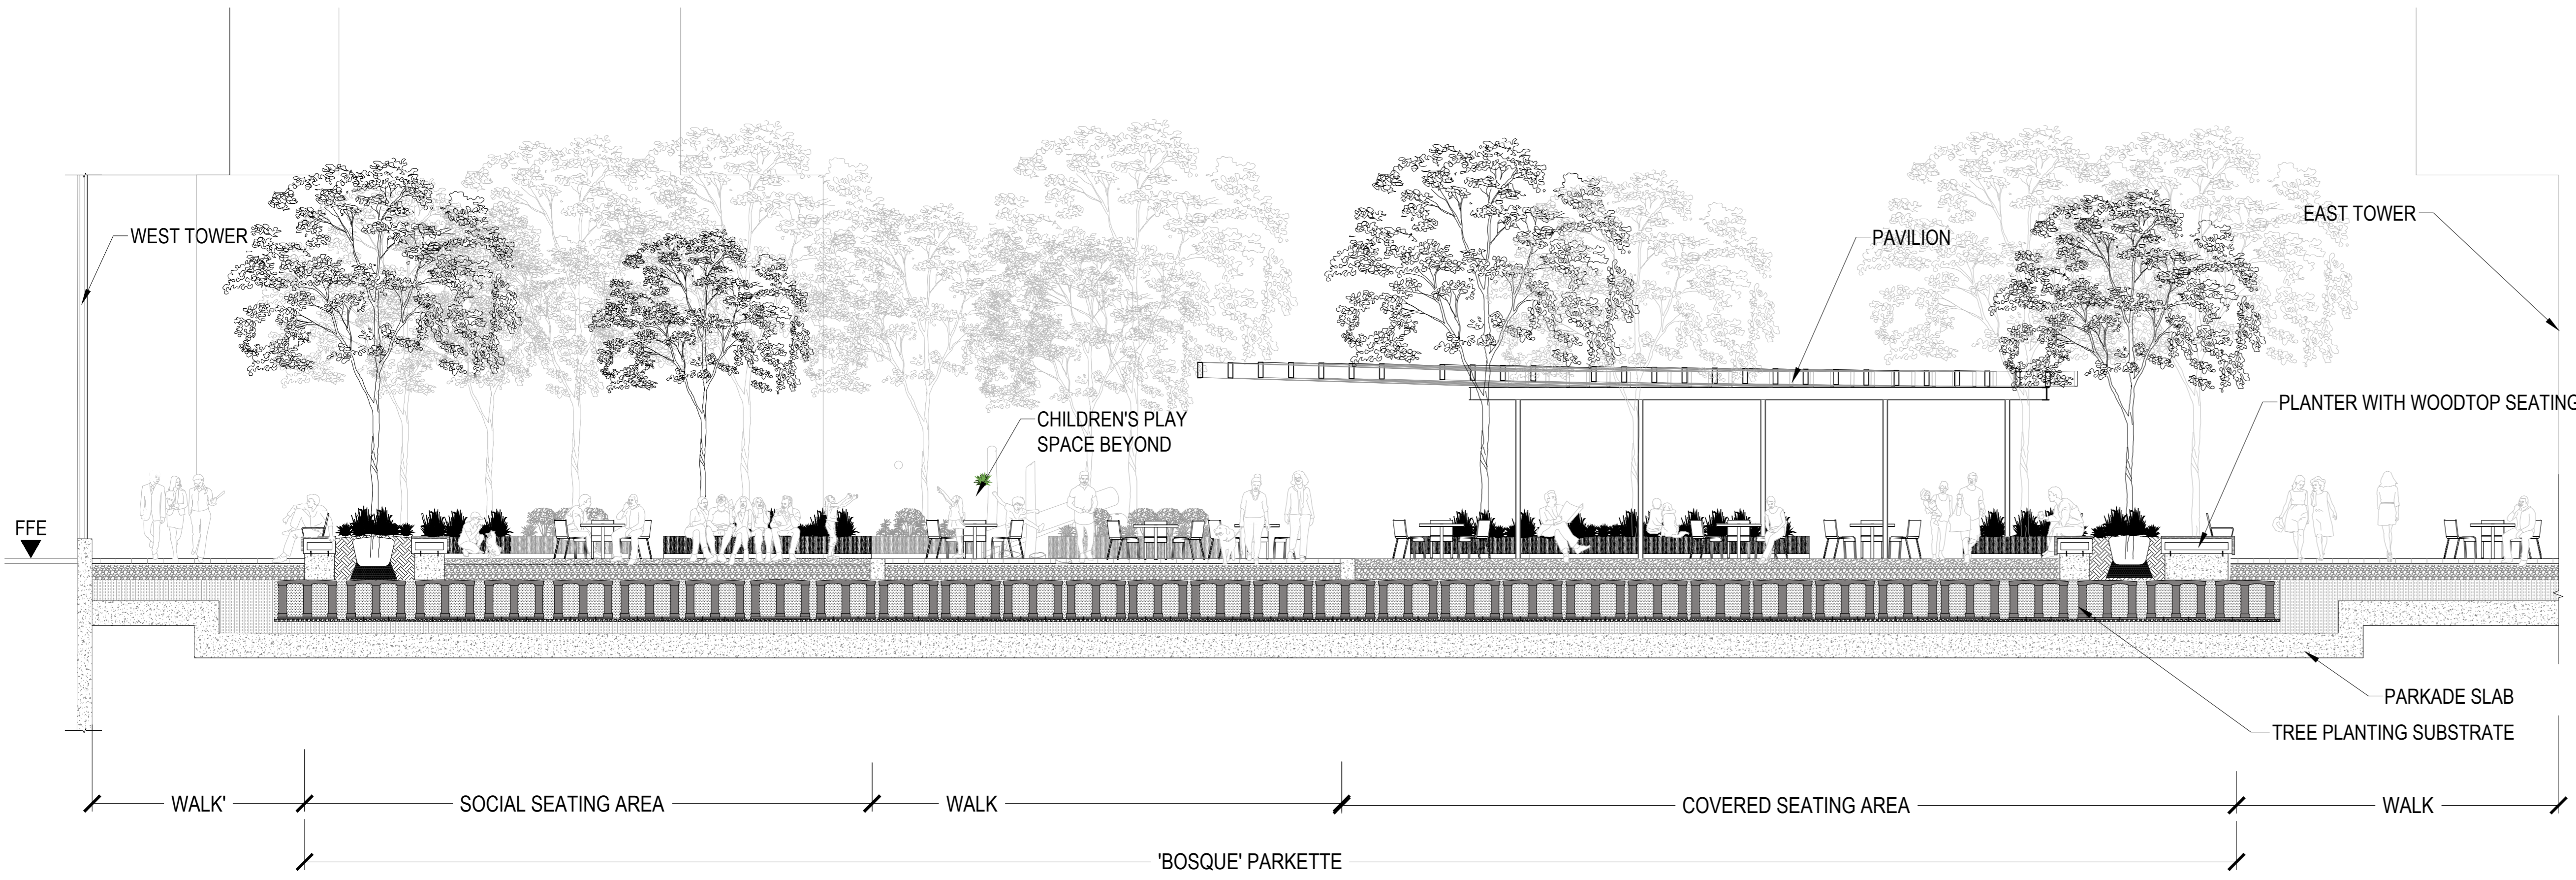 WEST TOWER
EAST TOWER
PAVILION
PLANTER WITH WOODTOP SEATING
CHILDREN'S PLAY
SPACE BEYOND
FFE
PARKADE SLAB
TREE PLANTING SUBSTRATE
WALK'
SOCIAL SEATING AREA
WALK
COVERED SEATING AREA
WALK
'BOSQUE' PARKETTE